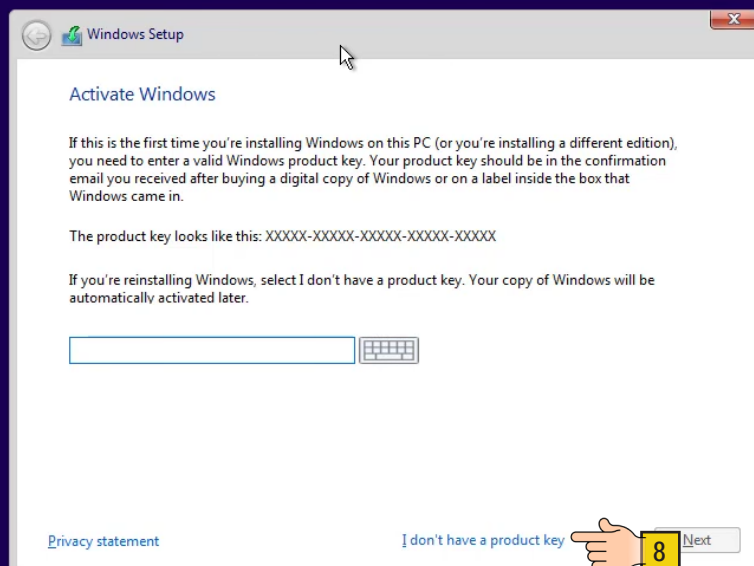 Windows Setup
Activate Windows
If this is the first time you're installing Windows on this PC (or you're installing a different edition),
you need to enter a valid Windows product key. Your product key should be in the confirmation
email you received after buying a digital copy of Windows or on a label inside the box that
Windows came in.
The product key looks like this: XXXXX-XXXXX-XXXXX-XXXXX-XXXXX
If you're reinstalling Windows, select I don't have a product key. Your copy of Windows will be
automatically activated later.
Privacy statement
I don't have a product key
8
Next